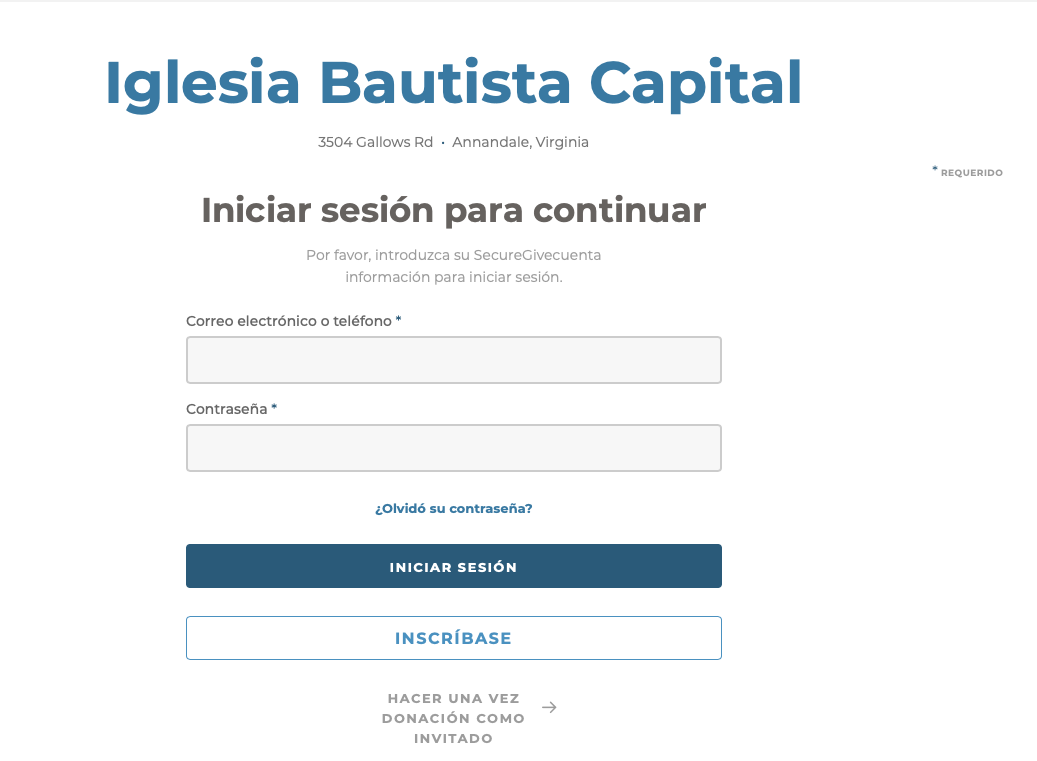 Iglesia Bautista Capital
3504 Gallows Rd • Annandale, Virginia
* REQUERIDO
Iniciar sesión para continuar
Por favor, introduzca su SecureGivecuenta
información para iniciar sesión.
Correo electrónico o teléfono *
Contraseña *
¿Olvidó su contraseña?
INICIAR SESIÓN
INSCRÍBASE
HACER UNA VEZ
DONACIÓN COMO
INVITADO